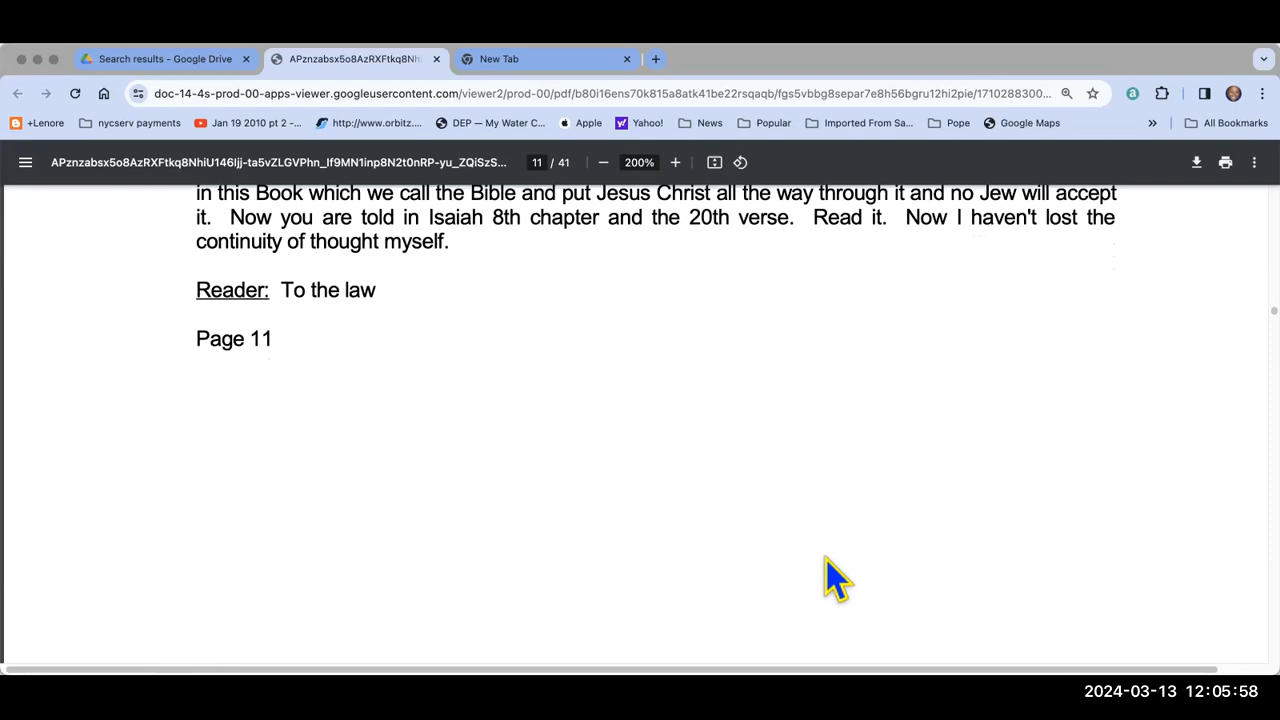 Search results - Google Drive
APznzabsx5o8AzRXFtkq8Nh
New Tab
doc-14-4s-prod-00-apps-viewer.googleusercontent.com/viewer2/prod-00/pdf/b80i16ens70k815a8atk41be22rsqaqb/fgs5vbbg8separ7e8h56bgru12hi2pie/1710288300...
+Lenore
nycserv payments
Jan 19 2010 pt 2 -...
http://www.orbitz....
DEP — My Water C...
Apple
Yahoo!
News
Popular
Imported From Sa...
Pope
Google Maps
All Bookmarks
APznzabsx5o8AzRXFtkq8NhiU146Ijj-ta5vZLGVPhn_If9MN1inp8N2t0nRP-yu_ZQiSzS...
11 / 41
200%
in this Book which we call the Bible and put Jesus Christ all the way through it and no Jew will accept
it. Now you are told in Isaiah 8th chapter and the 20th verse. Read it. Now I haven't lost the
continuity of thought myself.
Reader: To the law
Page 11
2024-03-13 12:05:58